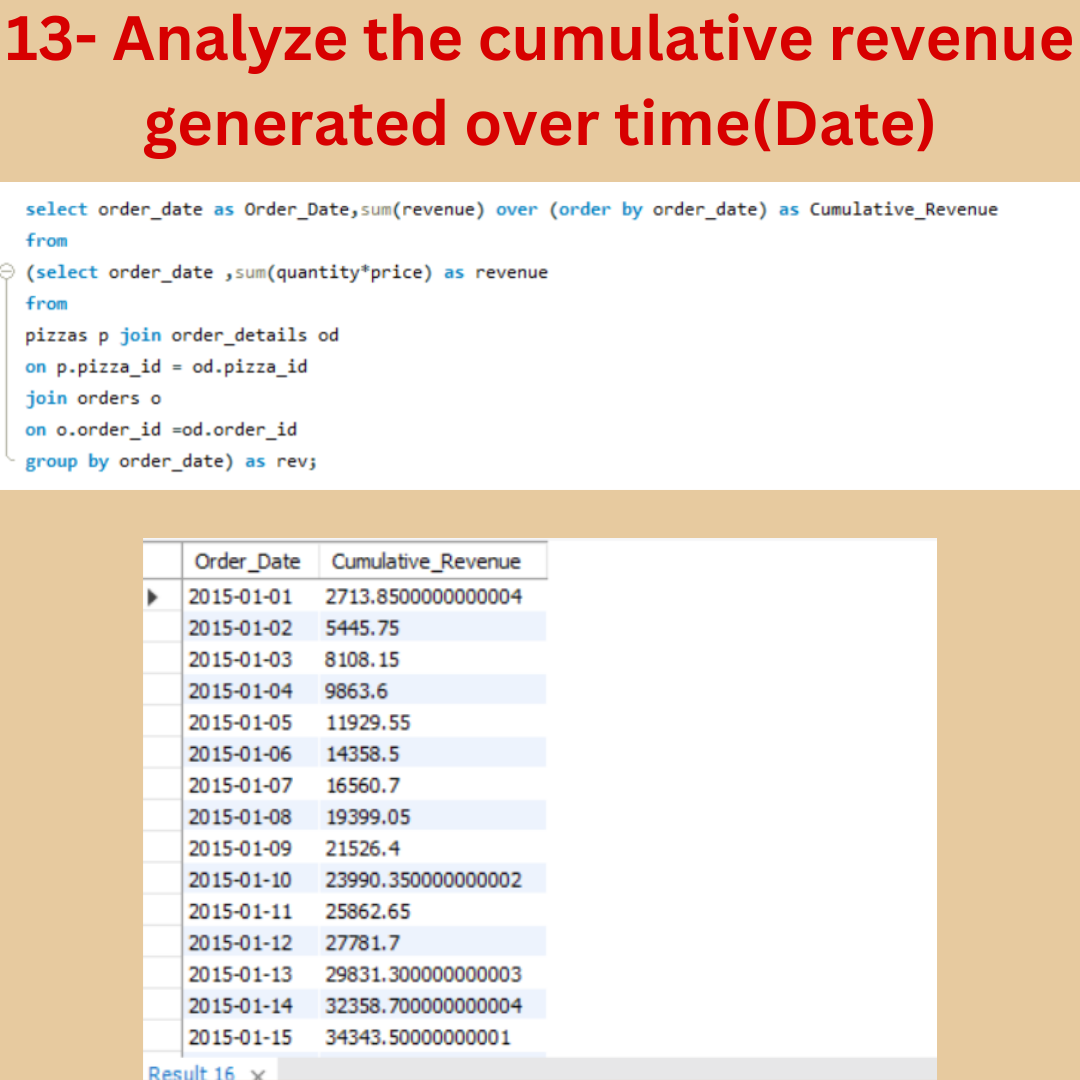 13- Analyze the cumulative revenue
generated over time(Date)
select order_date as Order_Date,sum(revenue) over (order by order_date) as Cumulative_Revenue
from
(select order_date ,sum(quantity*price) as revenue
from
pizzas p join order_details od
on p.pizza_id = od.pizza_id
join orders o
on o.order_id =od.order_id
group by order_date) as rev;
Order_Date Cumulative_Revenue
2015-01-01 2713.8500000000004
2015-01-02 5445.75
2015-01-03 8108.15
2015-01-04 9863.6
2015-01-05 11929.55
2015-01-06 14358.5
2015-01-07 16560.7
2015-01-08 19399.05
2015-01-09 21526.4
2015-01-10 23990.350000000002
2015-01-11 25862.65
2015-01-12 27781.7
2015-01-13 29831.300000000003
2015-01-14 32358.700000000004
2015-01-15 34343.50000000001
Result 16